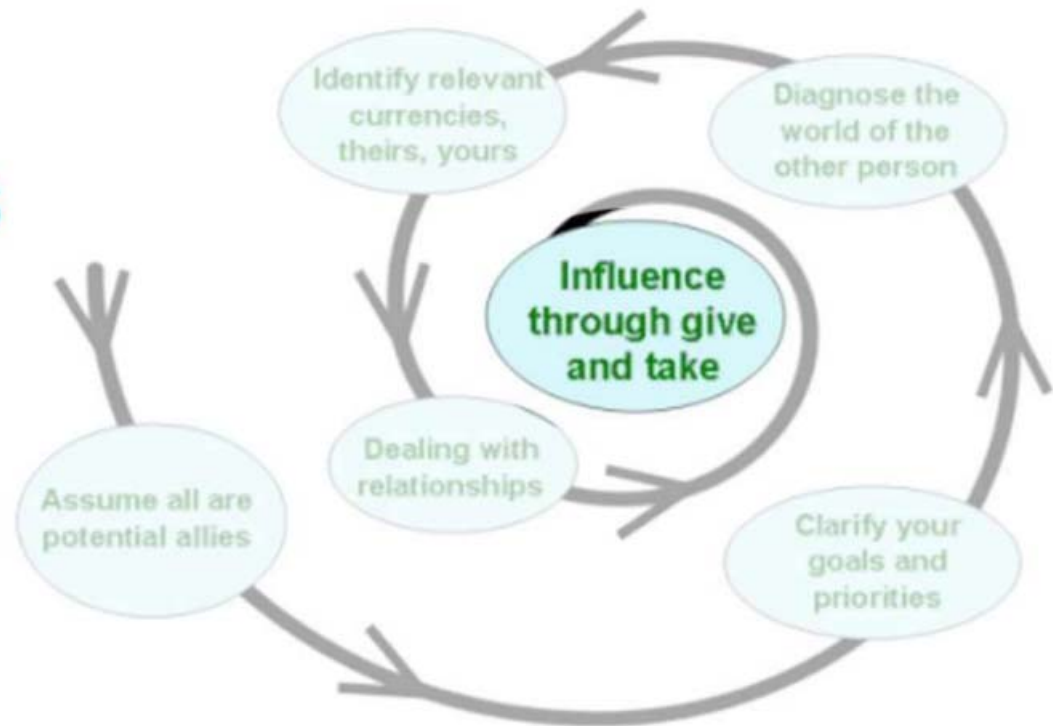 Identify relevant
currencies,
theirs, yours
Diagnose the
world of the
other person
Influence
through give
and take
Dealing with
relationships
Assume all are
potential allies
Clarify your
goals and
priorities